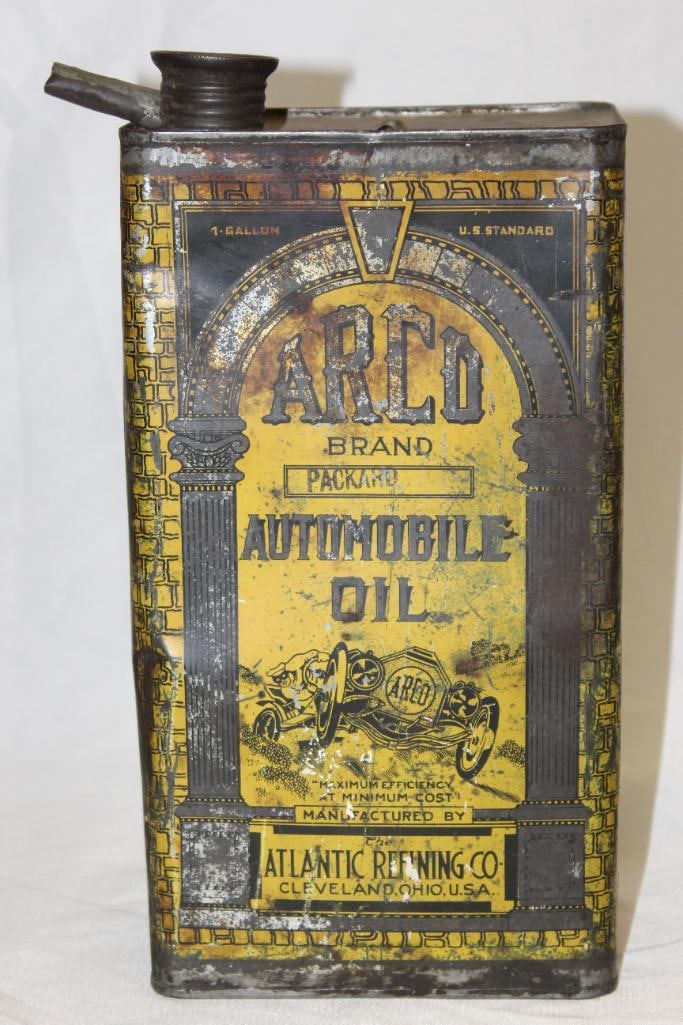 1-GALLON U.S. STANDARD
ARCO
BRAND
PACKARD
AUTOMOBILE
OIL
ARCO
"MAXIMUM EFFICIENCY
AT MINIMUM COST"
MANUFACTURED BY
The
ATLANTIC REFINING CO.
CLEVELAND, OHIO, U.S.A.